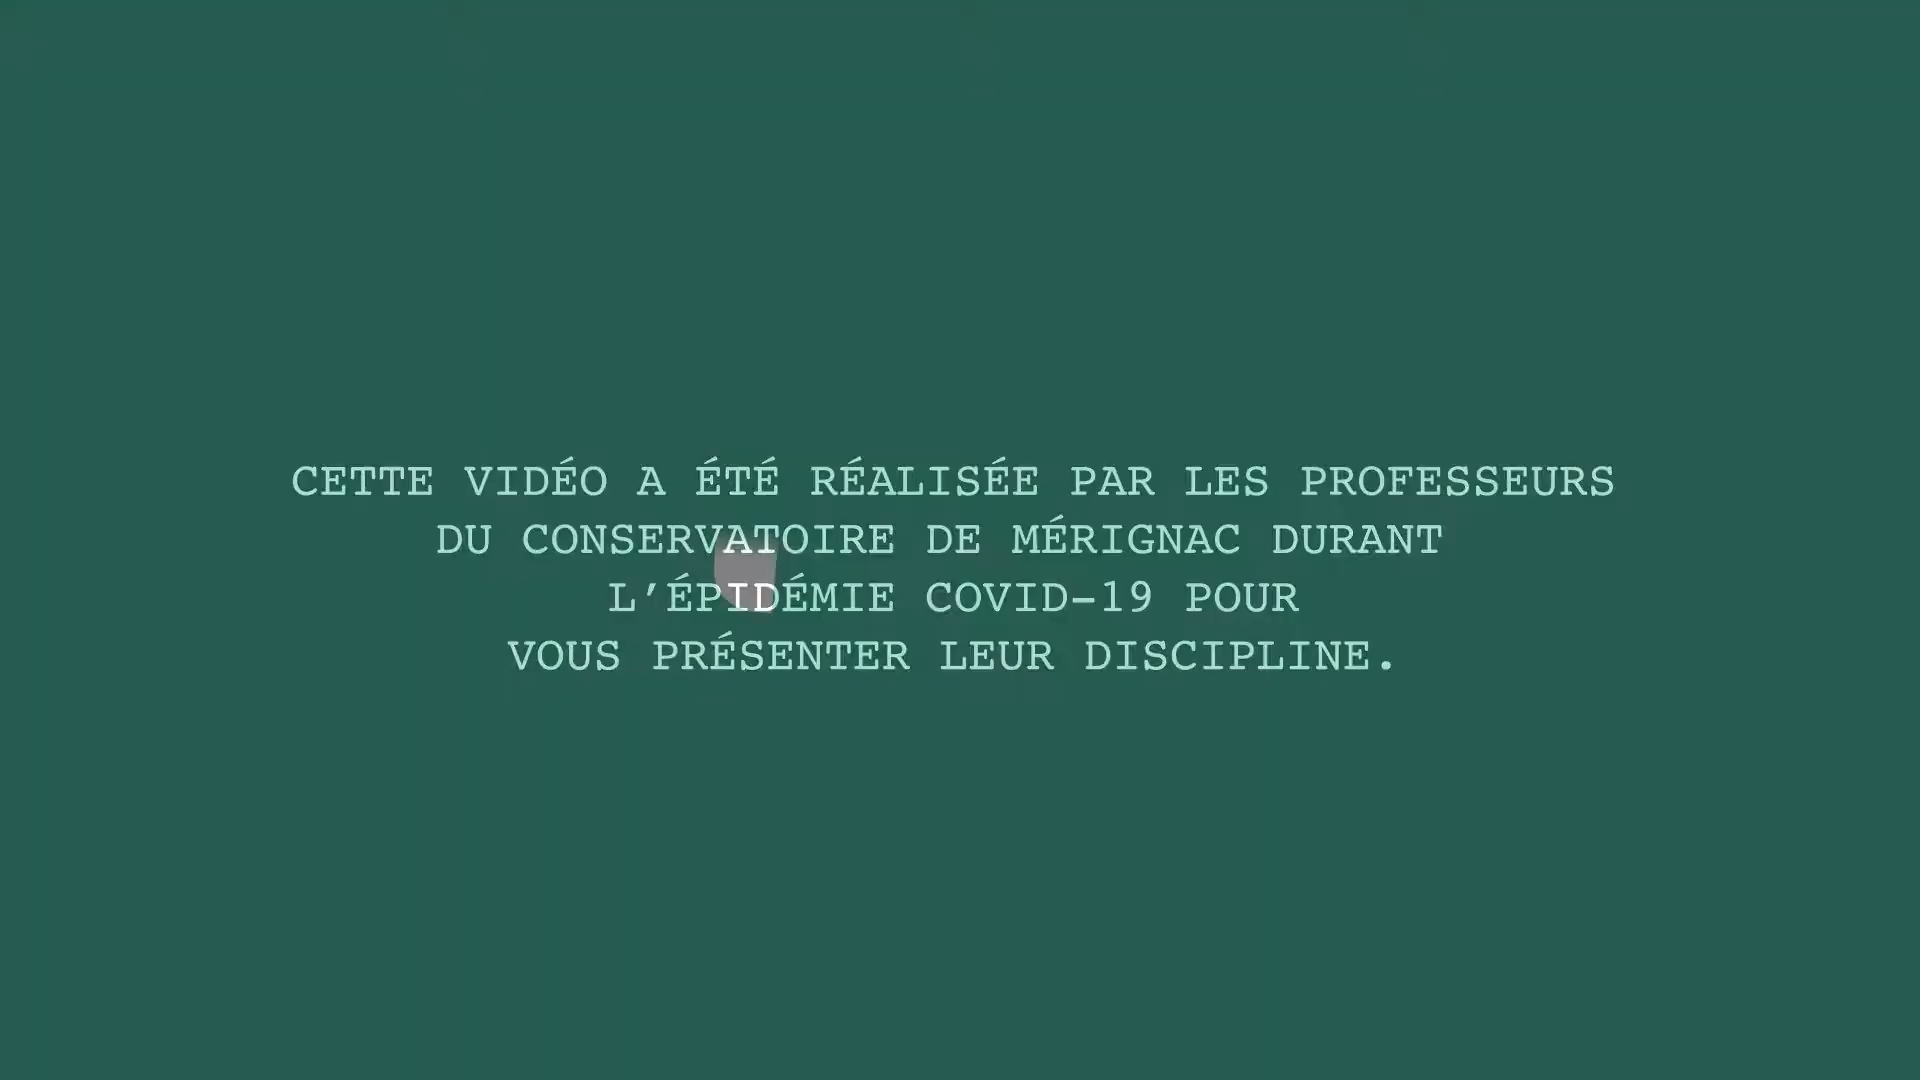 CETTE VIDÉO A ÉTÉ RÉALISÉE PAR LES PROFESSEURS
DU CONSERVATOIRE DE MÉRIGNAC DURANT
L’ÉPIDÉMIE COVID-19 POUR
VOUS PRÉSENTER LEUR DISCIPLINE.